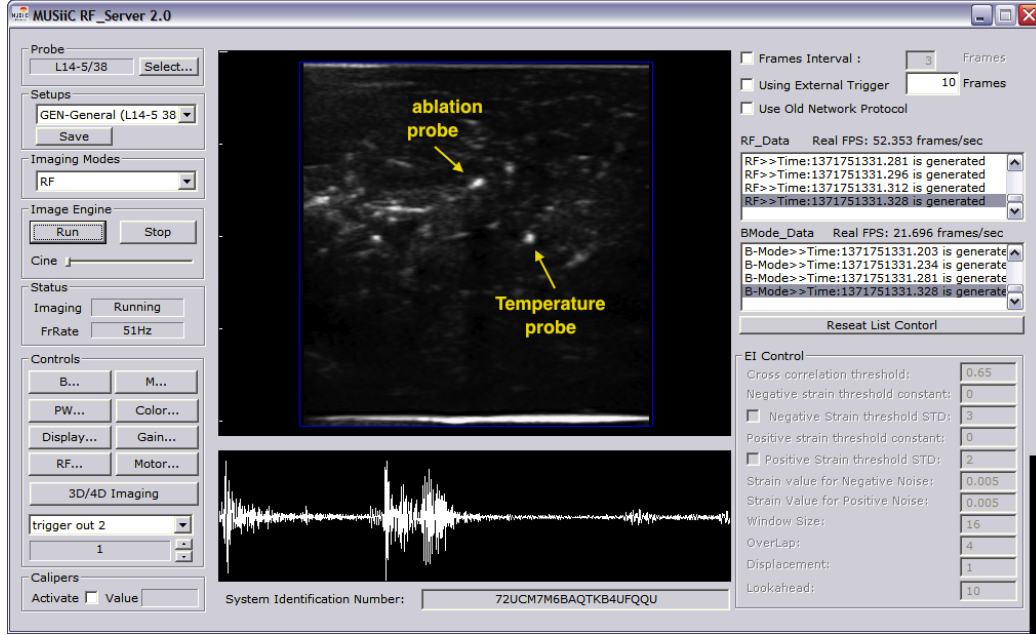 MUSiiC RF_Server 2.0
Probe
L14-5/38
Select...
Setups
GEN-General (L14-5 38
Save
Imaging Modes
RF
Image Engine
Run
Stop
Cine
Status
Imaging
Running
FrRate
51Hz
Controls
B...
M...
PW...
Color...
Display...
Gain...
RF...
Motor...
3D/4D Imaging
trigger out 2
1
Calipers
Activate
Value
ablation
probe
Temperature
probe
System Identification Number:
72UCM7M6BAQTKB4UFQQU
Frames Interval :
3
Frames
Using External Trigger
10
Frames
Use Old Network Protocol
RF_Data
Real FPS: 52.353 frames/sec
RF>>Time:1371751331.281 is generated
RF>>Time:1371751331.296 is generated
RF>>Time:1371751331.312 is generated
RF>>Time:1371751331.328 is generated
BMode_Data
Real FPS: 21.696 frames/sec
B-Mode>>Time:1371751331.203 is generate
B-Mode>>Time:1371751331.234 is generate
B-Mode>>Time:1371751331.281 is generate
B-Mode>>Time:1371751331.328 is generate
Reseat List Contorl
EI Control
Cross correlation threshold:
0.65
Negative strain threshold constant:
0
Negative Strain threshold STD:
3
Positive strain threshold constant:
0
Positive Strain threshold STD:
2
Strain value for Negative Noise:
0.005
Strain Value for Positive Noise:
0.005
Window Size:
16
OverLap:
4
Displacement:
1
Lookahead:
10